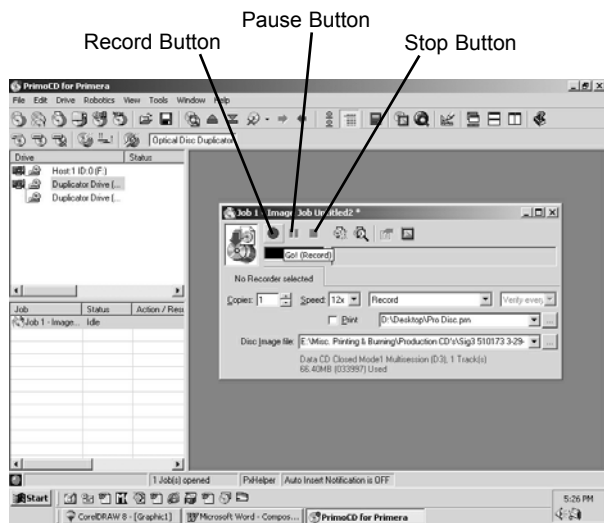 Pause Button
Record Button
Stop Button
PrimoCD for Primera
File Edit Drive Robotics View Tools Window Help
Optical Disc Duplicator
Drive Status
Host:1 ID:0 (F:)
Duplicator Drive (...
Duplicator Drive (...
Job 1 - Image Job Untitled2 *
Go! (Record)
No Recorder selected
Copies: 1 Speed: 12x Record Verify every
Print D:\Desktop\Pro Disc.prn ...
Disc Image file: E:\Misc. Printing & Burning\Production CD's\Sig3 510173 3-29- ...
Data CD Closed Mode1 Multisession (D3), 1 Track(s)
66.40MB (033997) Used
Job Status Action / Resu
Job 1 - Image... Idle
1 Job(s) opened PxHelper Auto Insert Notification is OFF
Start
CorelDRAW 8 - [Graphic1] Microsoft Word - Compos... PrimoCD for Primera
5:26 PM